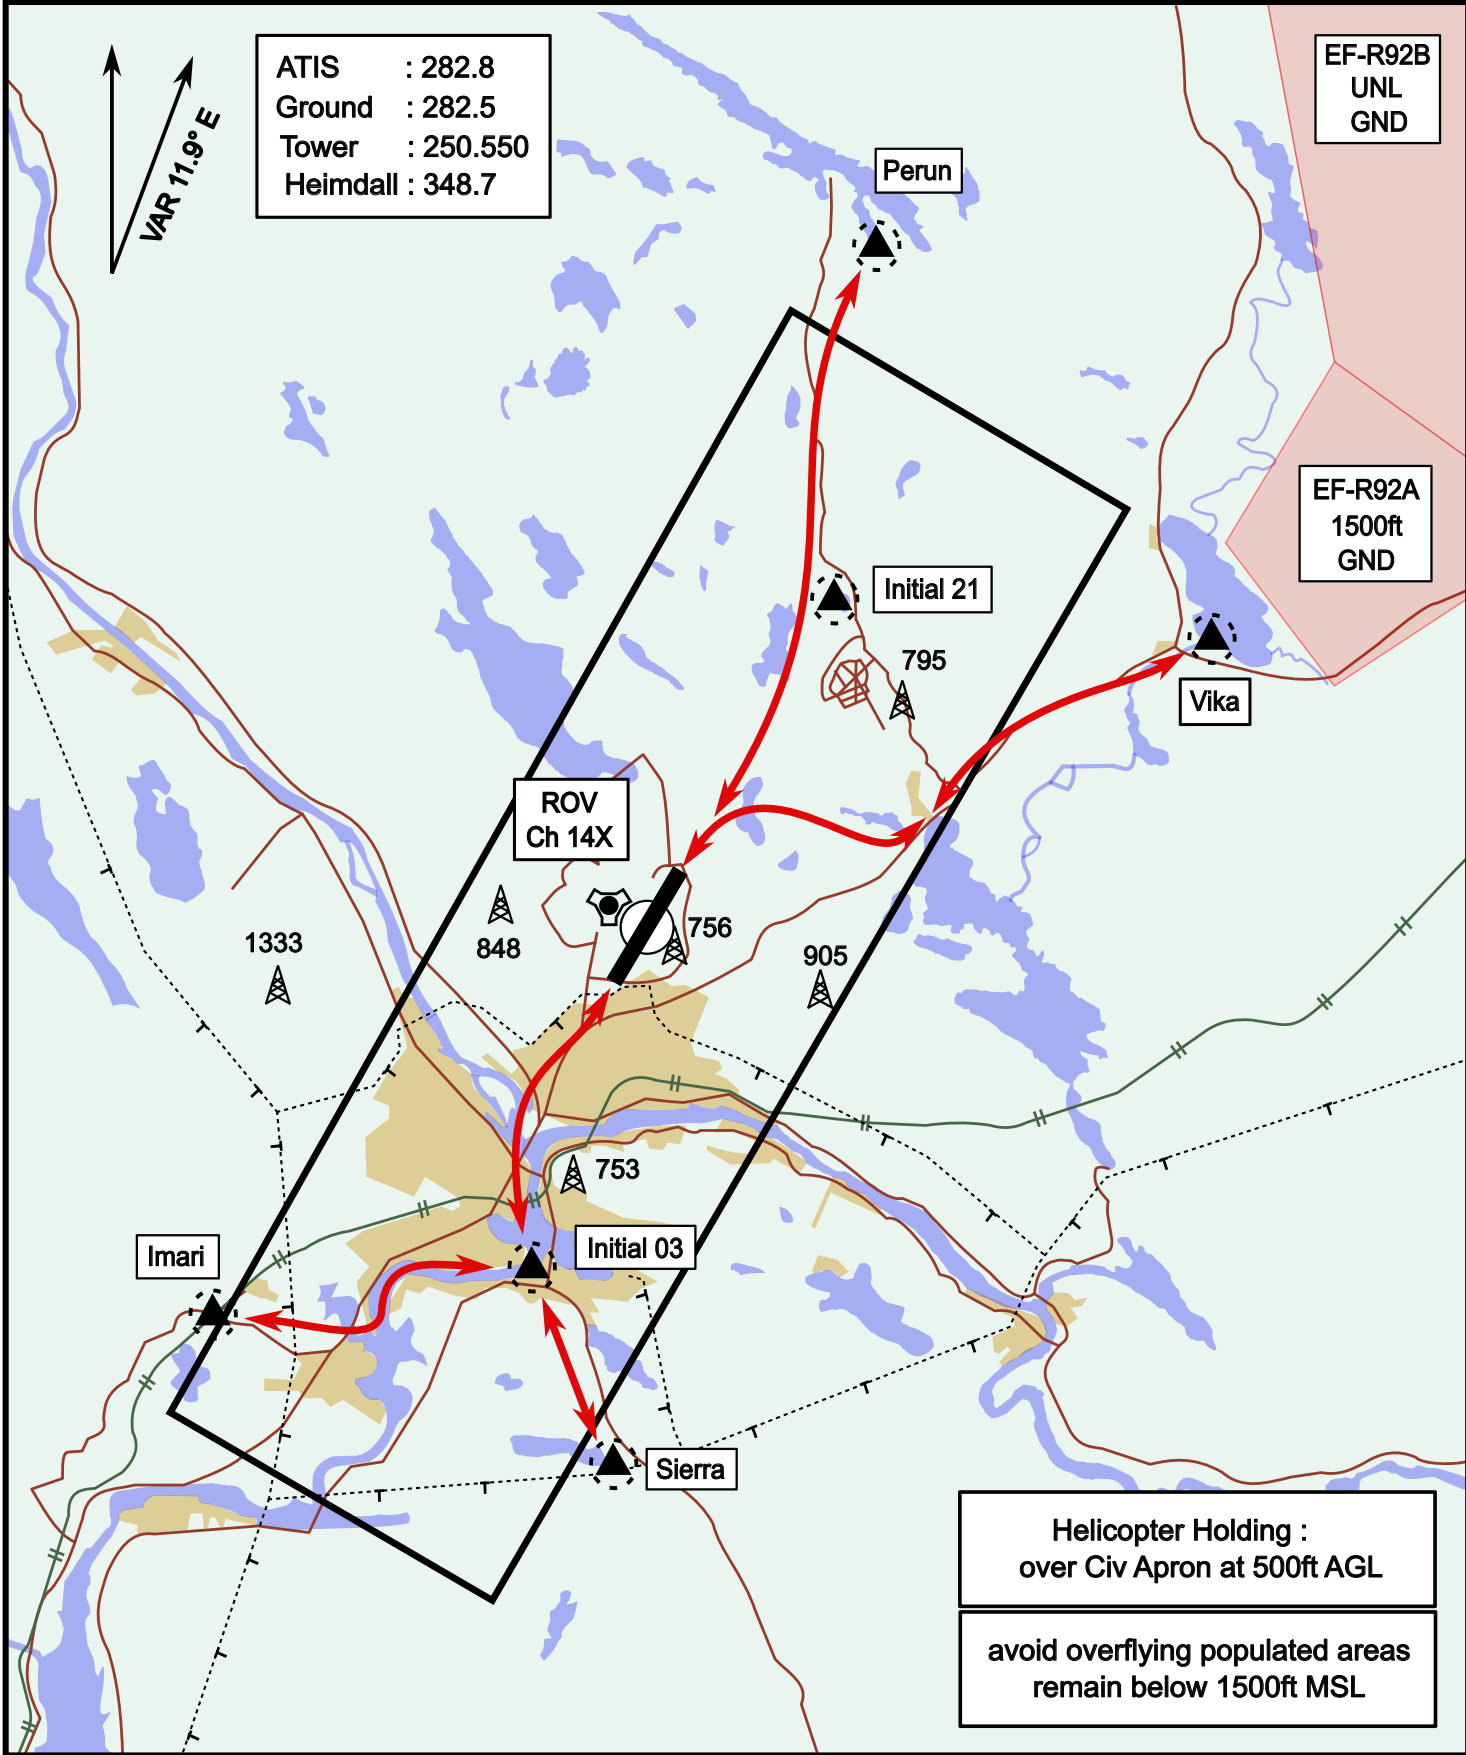 ATIS : 282.8
Ground : 282.5
Tower : 250.550
Heimdall : 348.7
VAR 11.9° E
EF-R92B
UNL
GND
Perun
EF-R92A
1500ft
GND
Initial 21
795
Vika
ROV
Ch 14X
848
756
1333
905
753
Imari
Initial 03
Sierra
Helicopter Holding :
over Civ Apron at 500ft AGL
avoid overflying populated areas
remain below 1500ft MSL